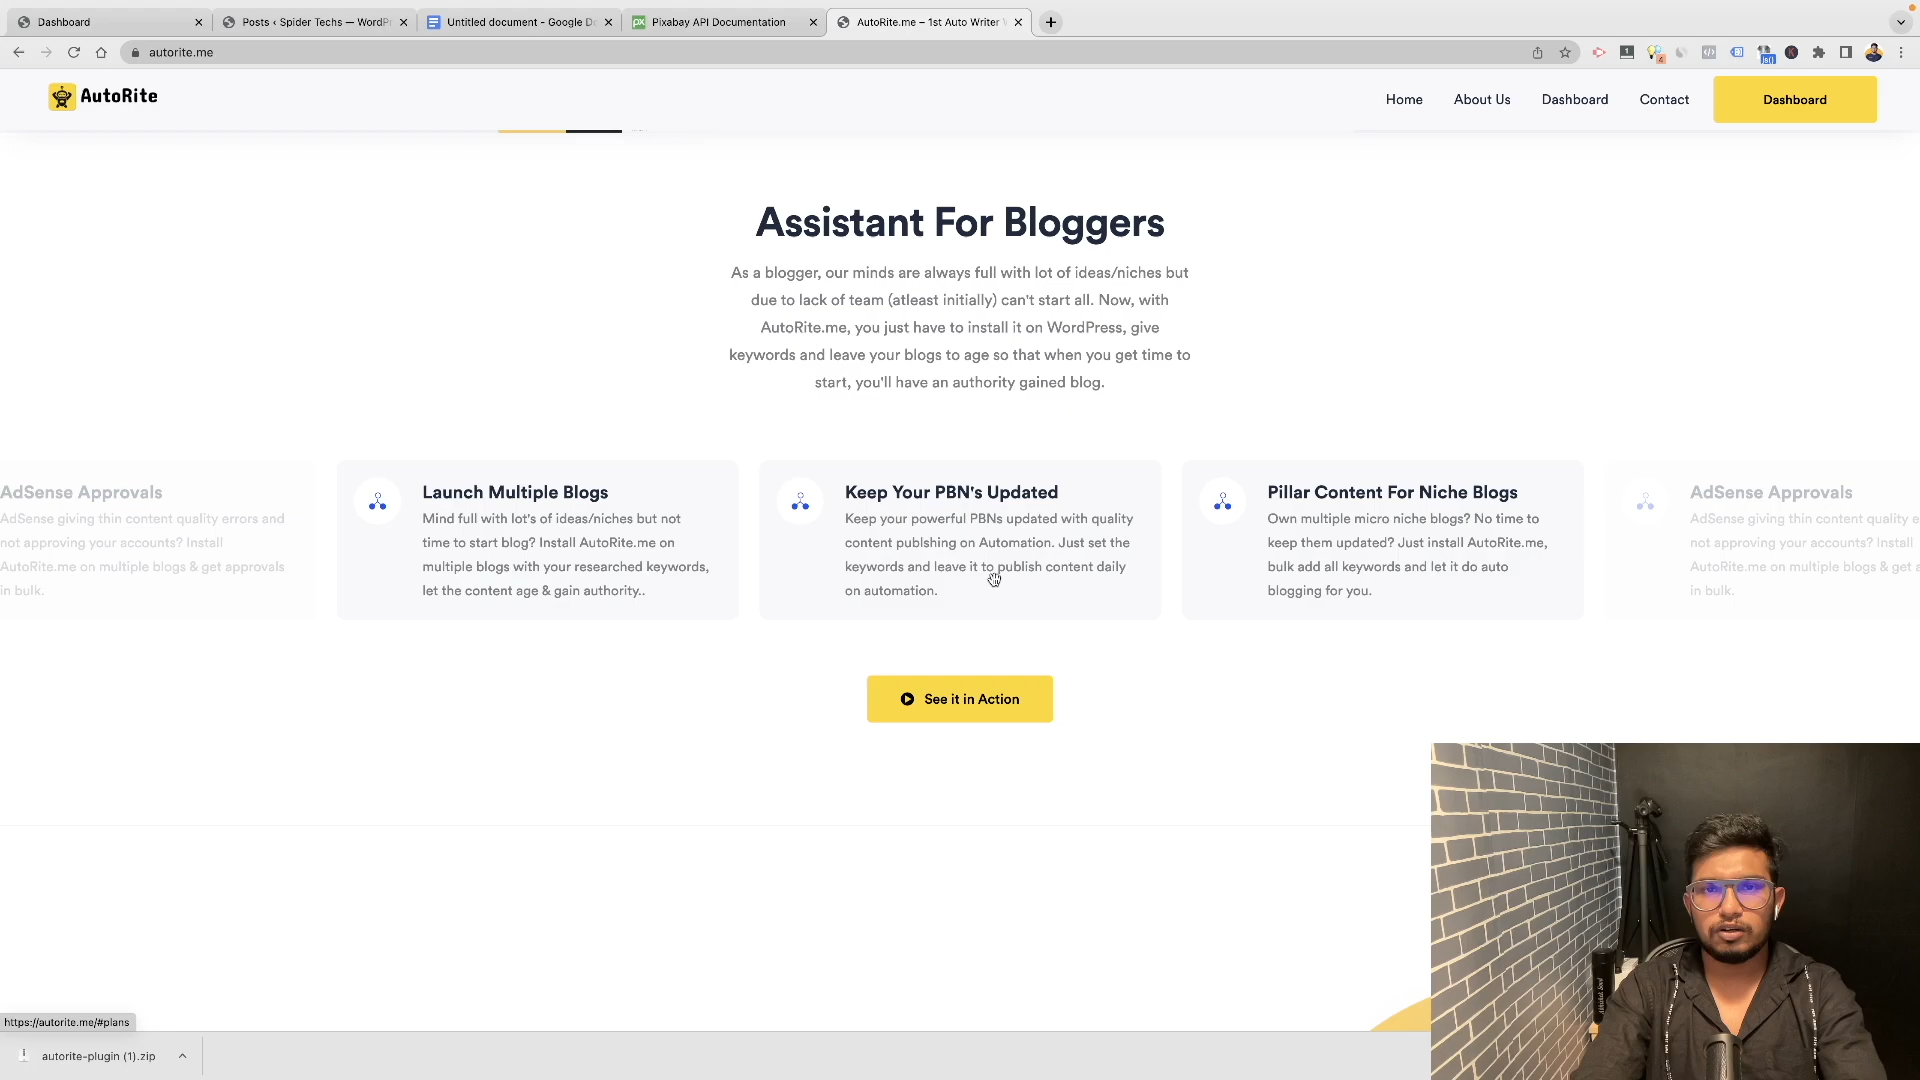 Dashboard
Posts ‹ Spider Techs — WordPr
Untitled document - Google Do
px Pixabay API Documentation
AutoRite.me – 1st Auto Writer
autorite.me
AutoRite
Home
About Us
Dashboard
Contact
Dashboard
Assistant For Bloggers
As a blogger, our minds are always full with lot of ideas/niches but
due to lack of team (atleast initially) can't start all. Now, with
AutoRite.me, you just have to install it on WordPress, give
keywords and leave your blogs to age so that when you get time to
start, you'll have an authority gained blog.
AdSense Approvals
AdSense giving thin content quality errors and
not approving your accounts? Install
AutoRite.me on multiple blogs & get approvals
in bulk.
Launch Multiple Blogs
Mind full with lot's of ideas/niches but not
time to start blog? Install AutoRite.me on
multiple blogs with your researched keywords,
let the content age & gain authority..
Keep Your PBN's Updated
Keep your powerful PBNs updated with quality
content publshing on Automation. Just set the
keywords and leave it to publish content daily
on automation.
Pillar Content For Niche Blogs
Own multiple micro niche blogs? No time to
keep them updated? Just install AutoRite.me,
bulk add all keywords and let it do auto
blogging for you.
AdSense Approvals
AdSense giving thin content quality e
not approving your accounts? Install
AutoRite.me on multiple blogs & get a
in bulk.
See it in Action
https://autorite.me/#plans
autorite-plugin (1).zip